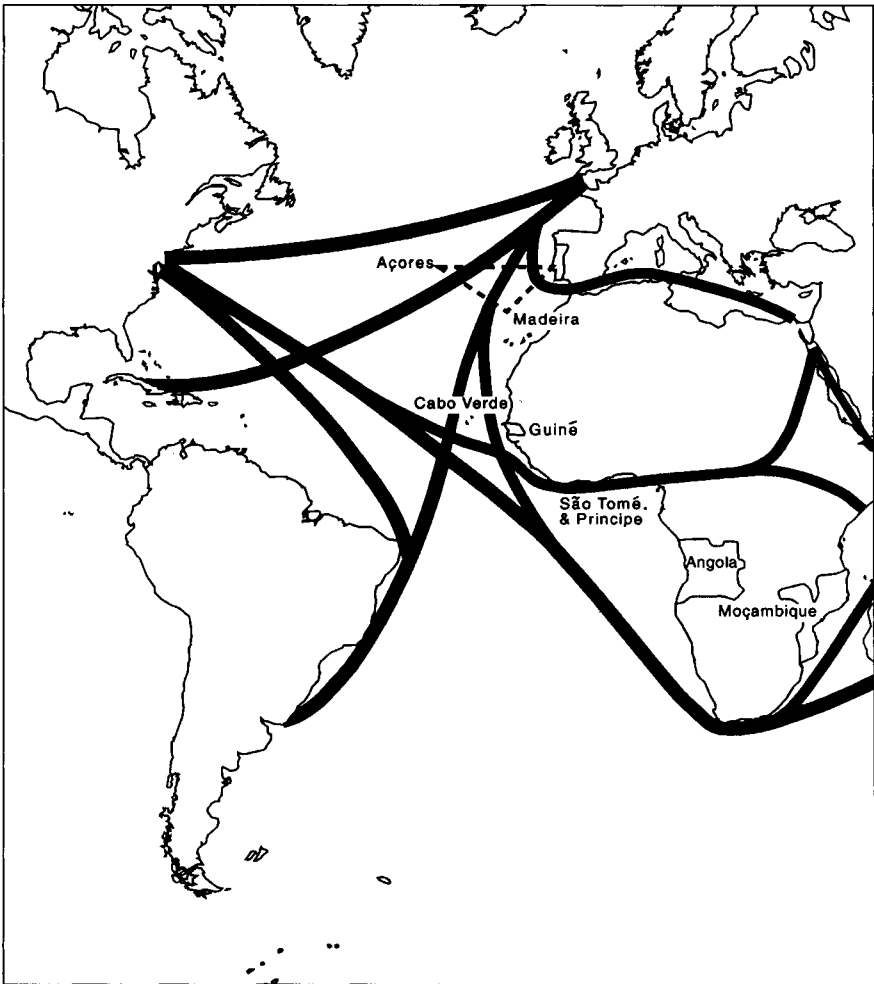 Açores
Madeira
Cabo Verde
Guiné
São Tomé.
& Principe
Angola
Moçambique